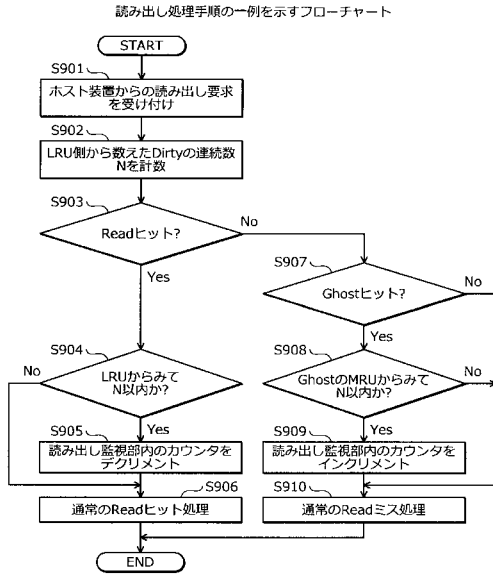 読み出し処理手順の一例を示すフローチャート
START
S901
ホスト装置からの読み出し要求
を受け付け
S902
LRU側から数えたDirtyの連続数
Nを計数
S903
Readヒット?
No
Yes
S907
Ghostヒット?
No
Yes
S904
LRUからみて
N以内か?
No
Yes
S908
GhostのMRUからみて
N以内か?
No
Yes
S905
読み出し監視部内のカウンタを
デクリメント
S909
読み出し監視部内のカウンタを
インクリメント
S906
通常のReadヒット処理
S910
通常のReadミス処理
END